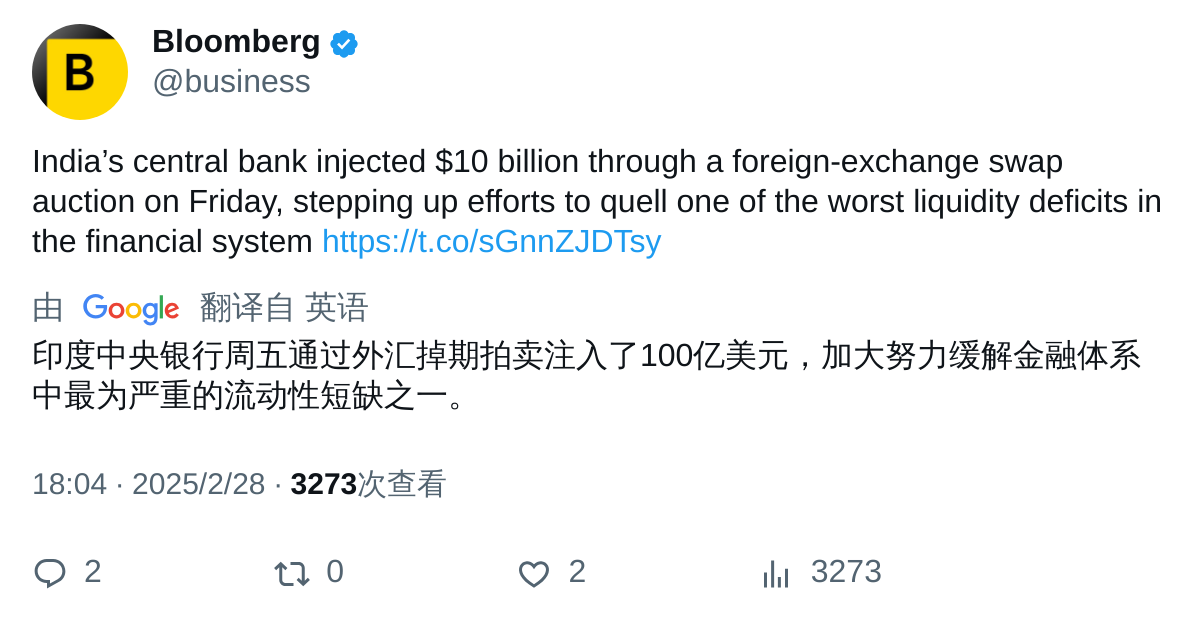 B
Bloomberg
@business
India’s central bank injected $10 billion through a foreign-exchange swap
auction on Friday, stepping up efforts to quell one of the worst liquidity deficits in
the financial system https://t.co/sGnnZJDTsy
由 Google 翻译自 英语
印度中央银行周五通过外汇掉期拍卖注入了100亿美元，加大努力缓解金融体系
中最为严重的流动性短缺之一。
18:04 · 2025/2/28 · 3273次查看
2 0 2 3273